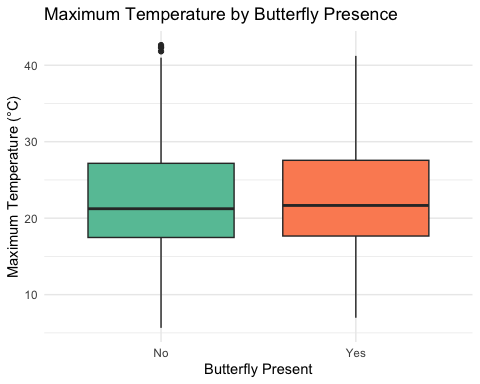 Maximum Temperature by Butterfly Presence
Maximum Temperature (°C)
40
30
20
10
No
Yes
Butterfly Present